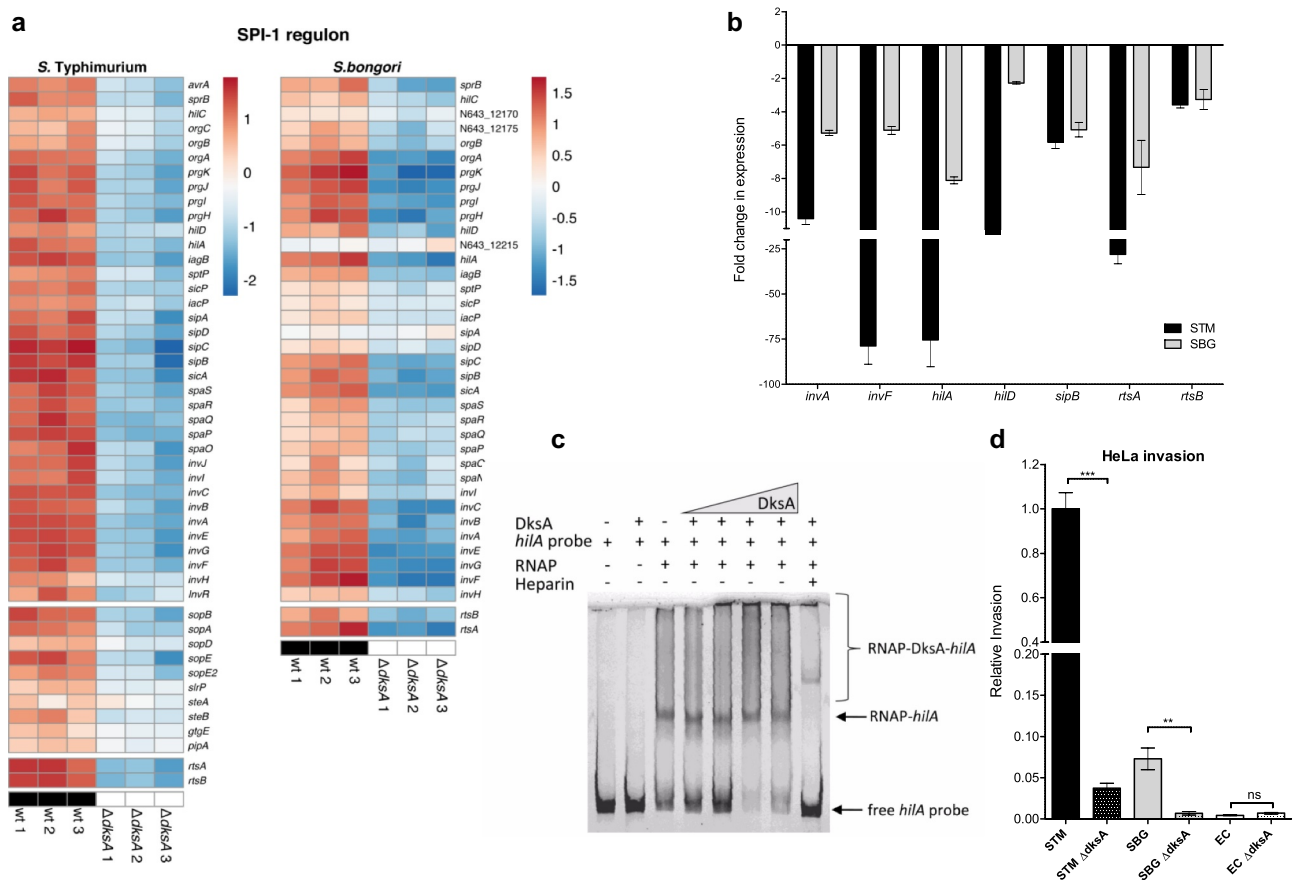 a
SPI-1 regulon
S. Typhimurium
avrA
sprB
hilC
orgC
orgB
orgA
prgK
prgJ
prgI
prgH
hilD
hilA
iagB
sptP
sicP
iacP
sipA
sipD
sipC
sipB
sicA
spaS
spaR
spaQ
spaP
spaO
invJ
invI
invC
invB
invA
invE
invG
invF
invH
InvR
sopB
sopA
sopD
sopE
sopE2
slrP
steA
steB
gtgE
pipA
rtsA
rtsB
wt 1
wt 2
wt 3
ΔdksA 1
ΔdksA 2
ΔdksA 3
1
0
-1
-2
S.bongori
sprB
hilC
N643_12170
N643_12175
orgB
orgA
prgK
prgJ
prgI
prgH
hilD
N643_12215
hilA
iagB
sptP
sicP
iacP
sipA
sipD
sipC
sipB
sicA
spaS
spaR
spaQ
spaP
spaC
spaN
invI
invC
invB
invA
invE
invG
invF
invH
rtsB
rtsA
wt 1
wt 2
wt 3
ΔdksA 1
ΔdksA 2
ΔdksA 3
1.5
1
0.5
0
-0.5
-1
-1.5
b
Fold change in expression
2
0
-2
-4
-6
-8
-10
-25
-50
-75
-100
STM
SBG
invA
invF
hilA
hilD
sipB
rtsA
rtsB
c
DksA
DksA - + - + + + + +
hilA probe + + + + + + + +
RNAP - - + + + + + +
Heparin - - - - - - - +
RNAP-DksA-hilA
RNAP-hilA
free hilA probe
d
HeLa invasion
Relative Invasion
1.2
1.0
0.8
0.6
0.4
0.20
0.15
0.10
0.05
0.00
***
**
ns
STM
STM ΔdksA
SBG
SBG ΔdksA
EC
EC ΔdksA